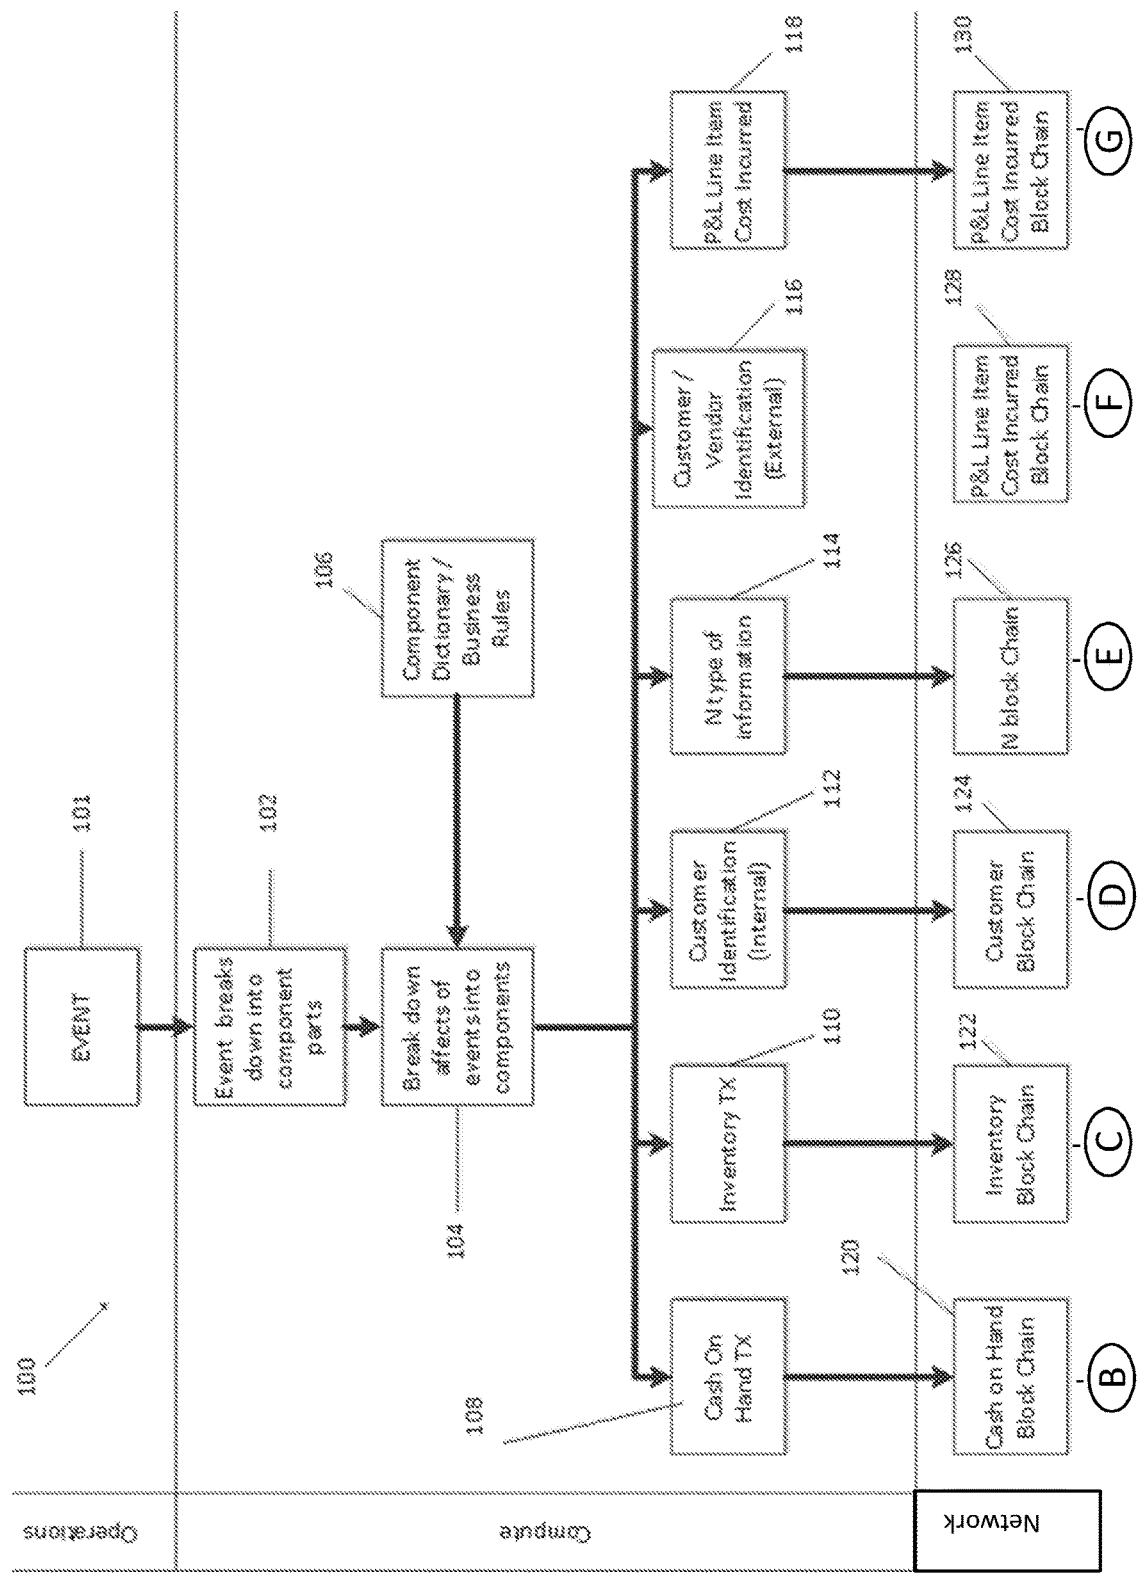 100
Operations
EVENT
101
Compute
Event breaks
down into
component
parts
102
Break down
affects of
events into
components
104
Component
Dictionary /
Business
Rules
106
Cash On
Hand TX
108
Inventory TX
110
Customer
Identification
(Internal)
112
N type of
information
114
Customer /
Vendor
Identification
(External)
116
P&L Line Item
Cost Incurred
118
Network
Cash on Hand
Block Chain
120
Inventory
Block Chain
122
Customer
Block Chain
124
N block Chain
126
P&L Line Item
Cost Incurred
Block Chain
128
P&L Line Item
Cost Incurred
Block Chain
130
B
C
D
E
F
G